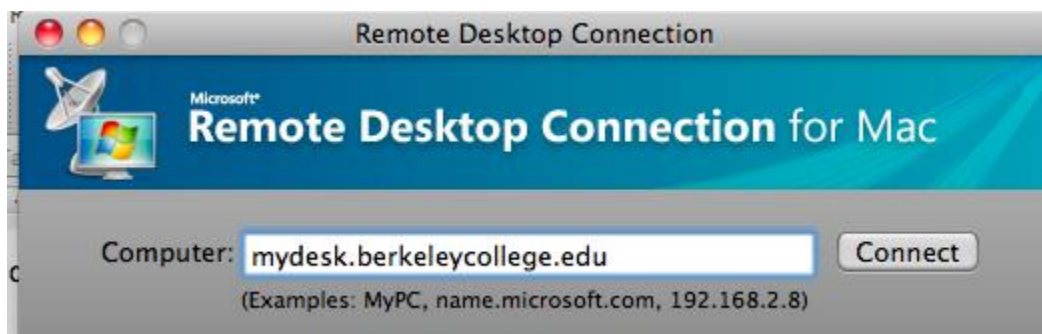 Remote Desktop Connection
Microsoft®
Remote Desktop Connection for Mac
Computer: mydesk.berkeleycollege.edu Connect
(Examples: MyPC, name.microsoft.com, 192.168.2.8)